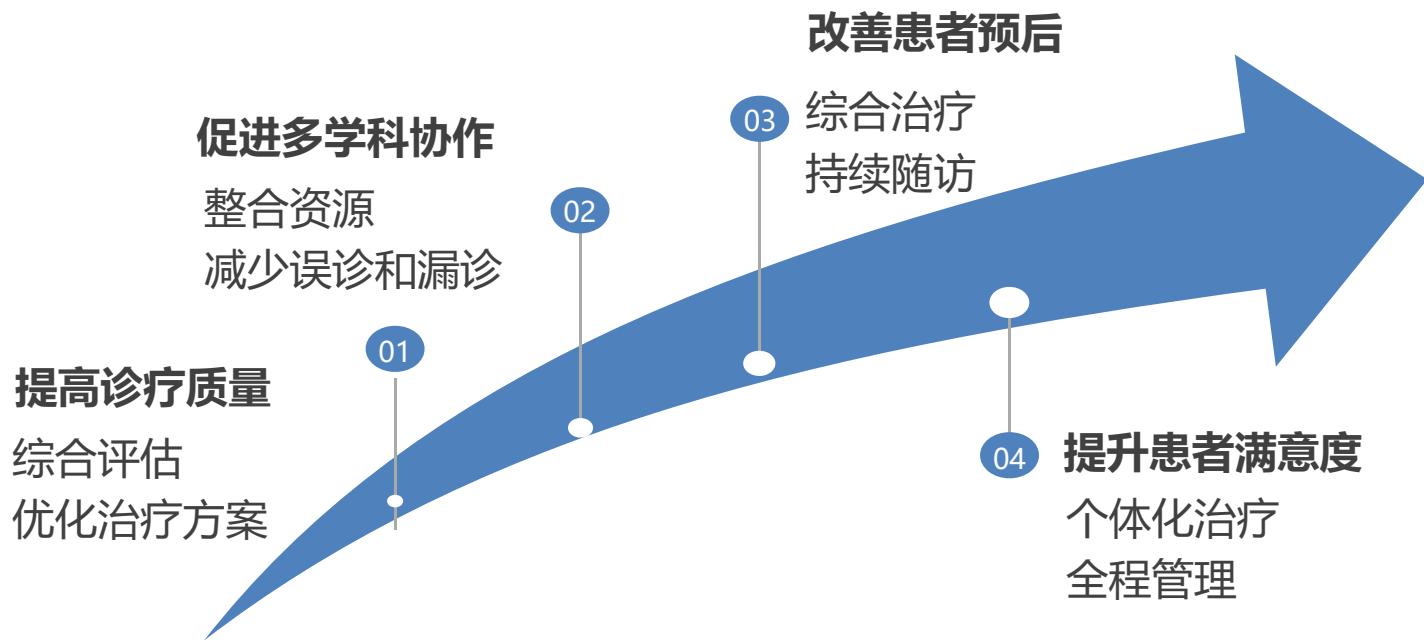 01
提高诊疗质量
综合评估
优化治疗方案
02
促进多学科协作
整合资源
减少误诊和漏诊
03
改善患者预后
综合治疗
持续随访
04
提升患者满意度
个体化治疗
全程管理